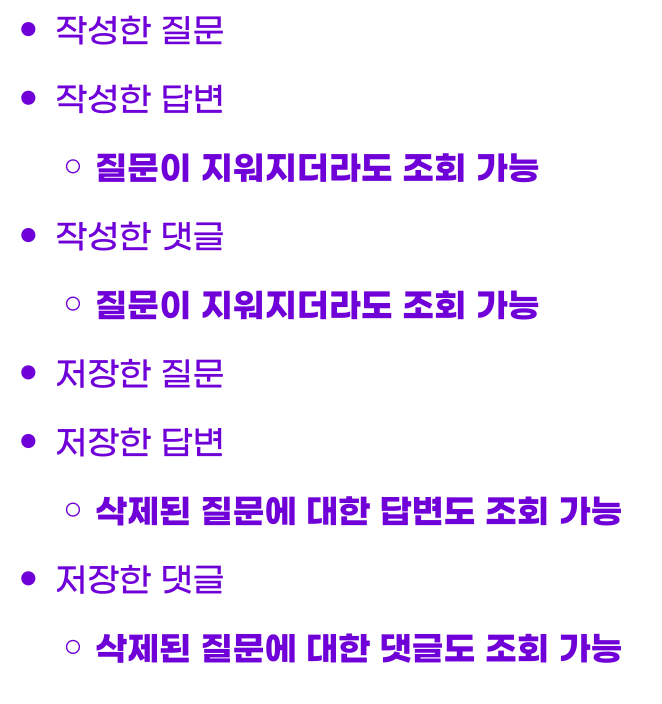 작성한 질문
작성한 답변
질문이 지워지더라도 조회 가능
작성한 댓글
질문이 지워지더라도 조회 가능
저장한 질문
저장한 답변
삭제된 질문에 대한 답변도 조회 가능
저장한 댓글
삭제된 질문에 대한 댓글도 조회 가능